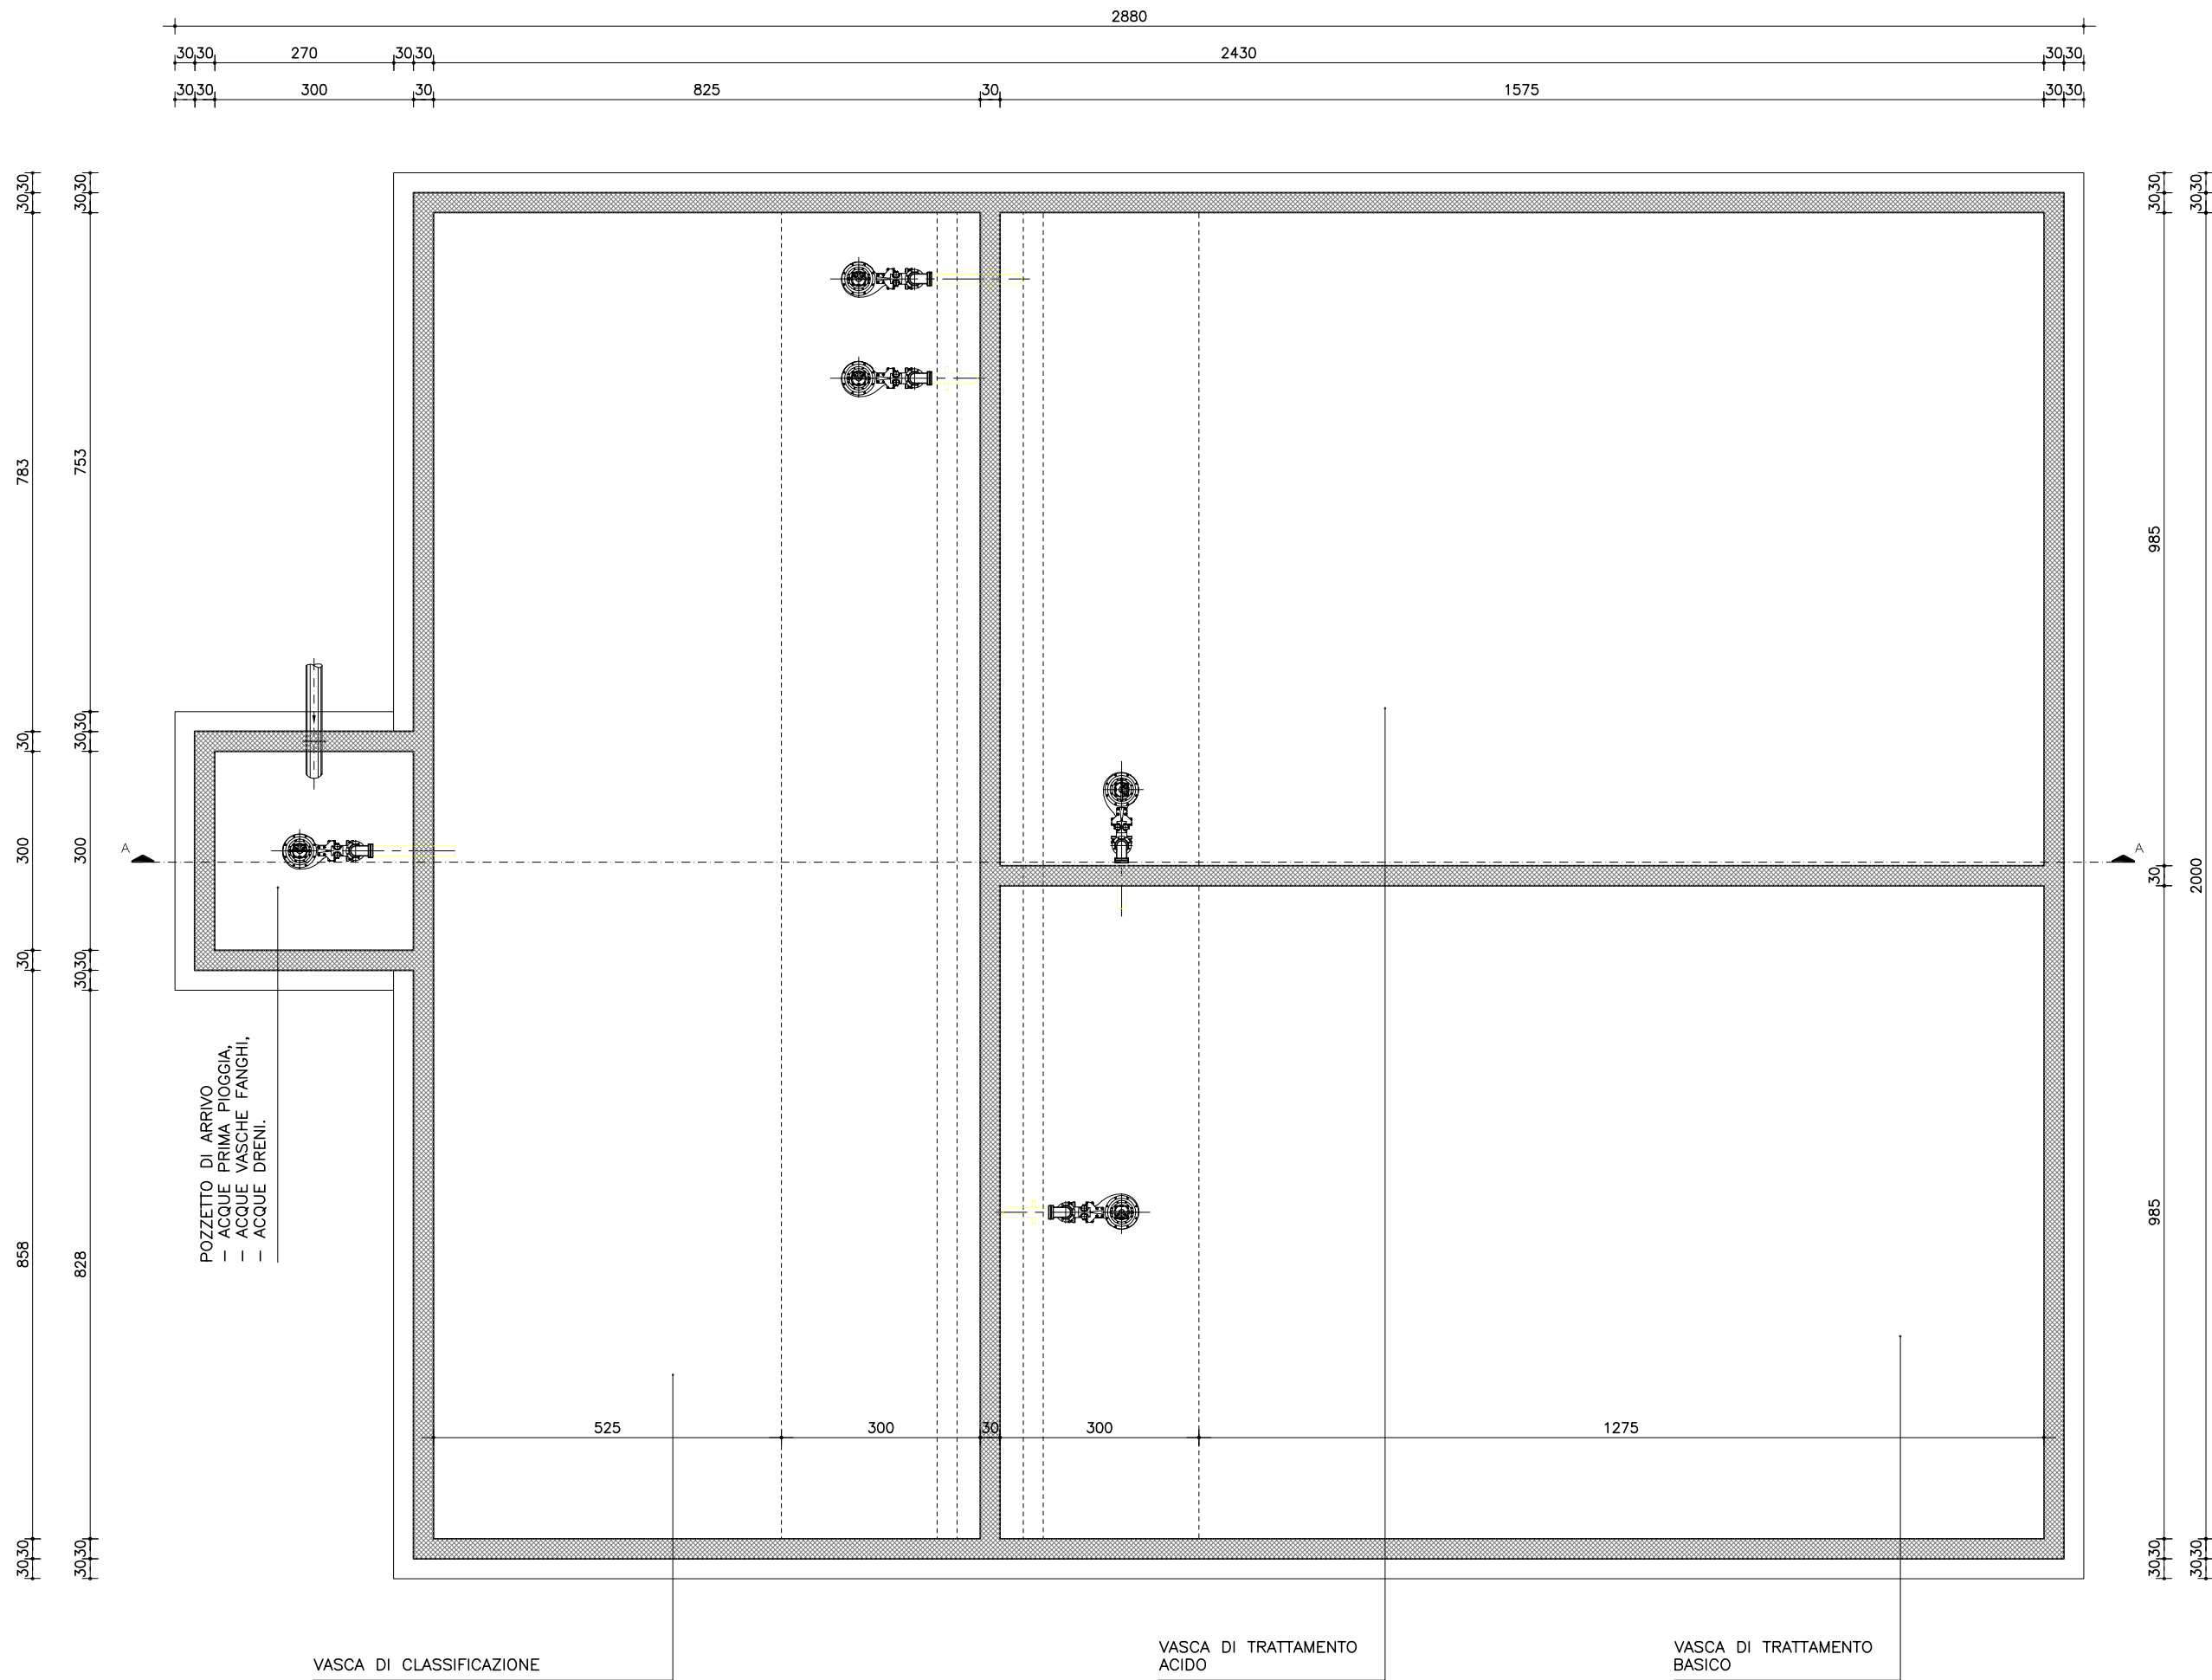 2880
30 30 270 30 30 2430 30 30
30 30 300 30 825 30 1575 30 30
30 30
783
30
300
30
858
30 30
30 30
753
30 30
300
30 30
828
30 30
30 30
985
30
985
30 30
30 30
2000
30 30
A
A
POZZETTO DI ARRIVO
- ACQUE PRIMA PIOGGIA,
- ACQUE VASCHE FANGHI,
- ACQUE DRENI.
525 300 30 300 1275
VASCA DI CLASSIFICAZIONE
VASCA DI TRATTAMENTO
ACIDO
VASCA DI TRATTAMENTO
BASICO